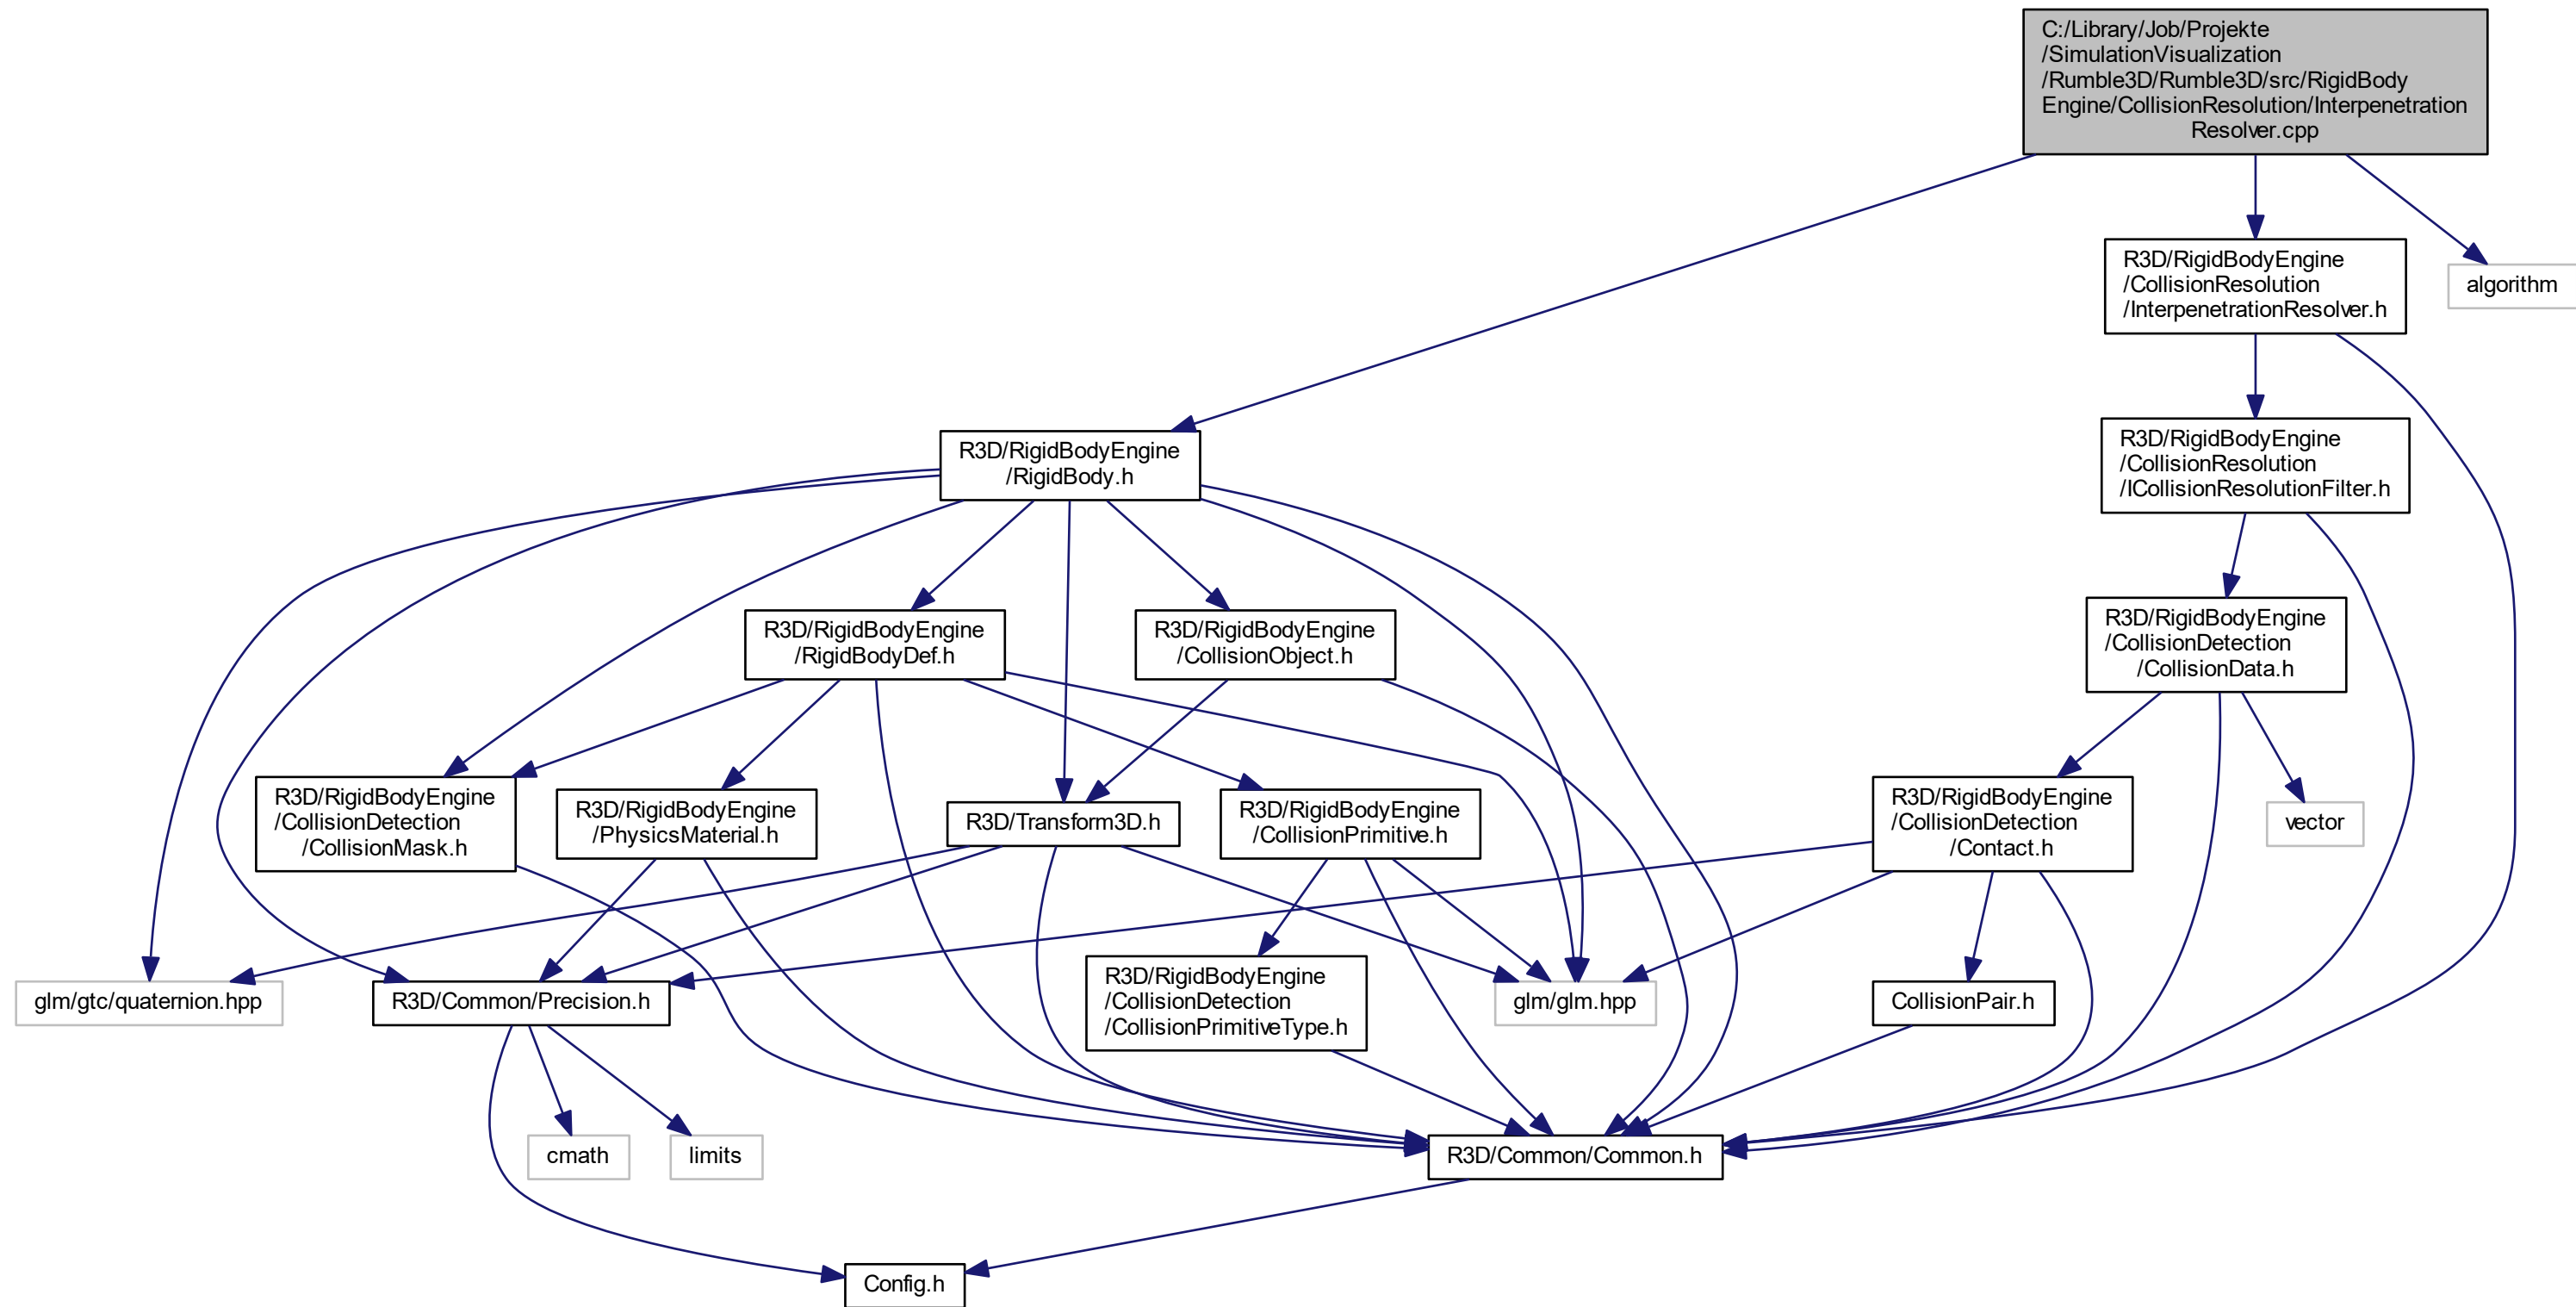 C:/Library/Job/Projekte
/SimulationVisualization
/Rumble3D/Rumble3D/src/RigidBody
Engine/CollisionResolution/Interpenetration
Resolver.cpp
R3D/RigidBodyEngine
/CollisionResolution
/InterpenetrationResolver.h
algorithm
R3D/RigidBodyEngine
/RigidBody.h
R3D/RigidBodyEngine
/CollisionResolution
/ICollisionResolutionFilter.h
R3D/RigidBodyEngine
/RigidBodyDef.h
R3D/RigidBodyEngine
/CollisionObject.h
R3D/RigidBodyEngine
/CollisionDetection
/CollisionData.h
R3D/RigidBodyEngine
/CollisionDetection
/CollisionMask.h
R3D/RigidBodyEngine
/PhysicsMaterial.h
R3D/Transform3D.h
R3D/RigidBodyEngine
/CollisionPrimitive.h
R3D/RigidBodyEngine
/CollisionDetection
/Contact.h
vector
glm/gtc/quaternion.hpp
R3D/Common/Precision.h
R3D/RigidBodyEngine
/CollisionDetection
/CollisionPrimitiveType.h
glm/glm.hpp
CollisionPair.h
cmath
limits
R3D/Common/Common.h
Config.h